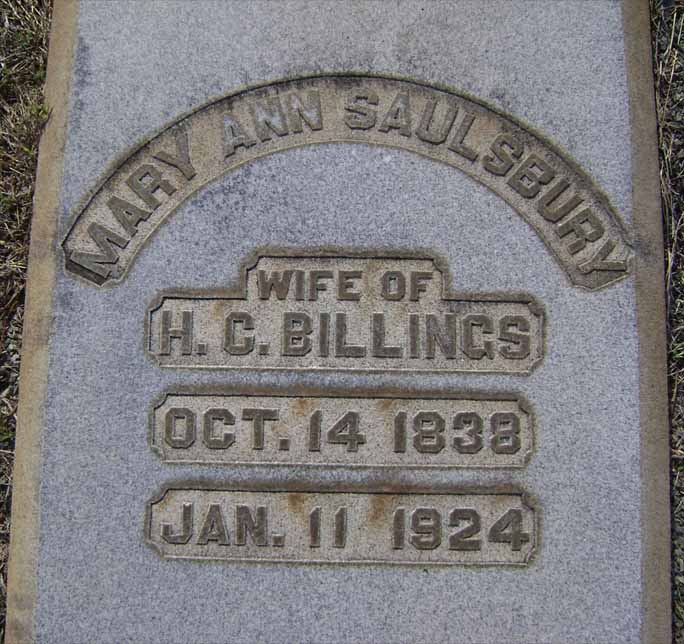 MARY ANN SAULSBURY
WIFE OF
H. C. BILLINGS
OCT. 14 1838
JAN. 11 1924